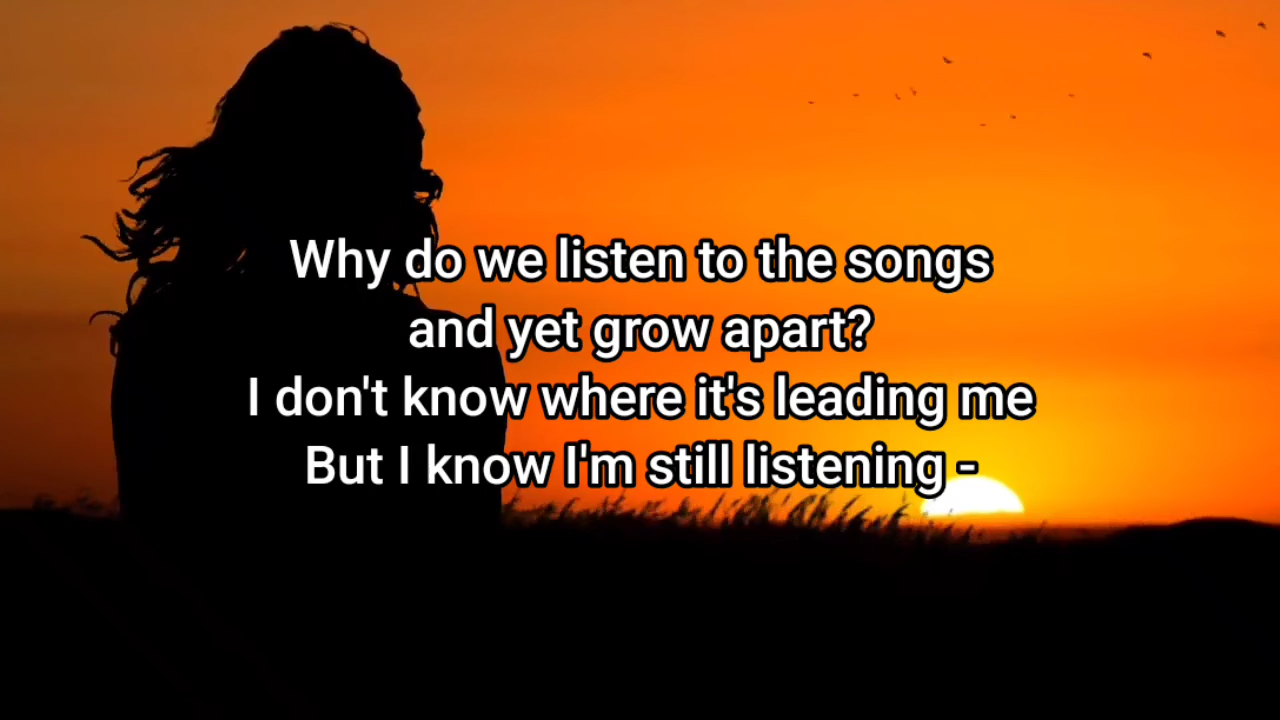 Why do we listen to the songs
and yet grow apart?
I don't know where it's leading me
But I know I'm still listening -